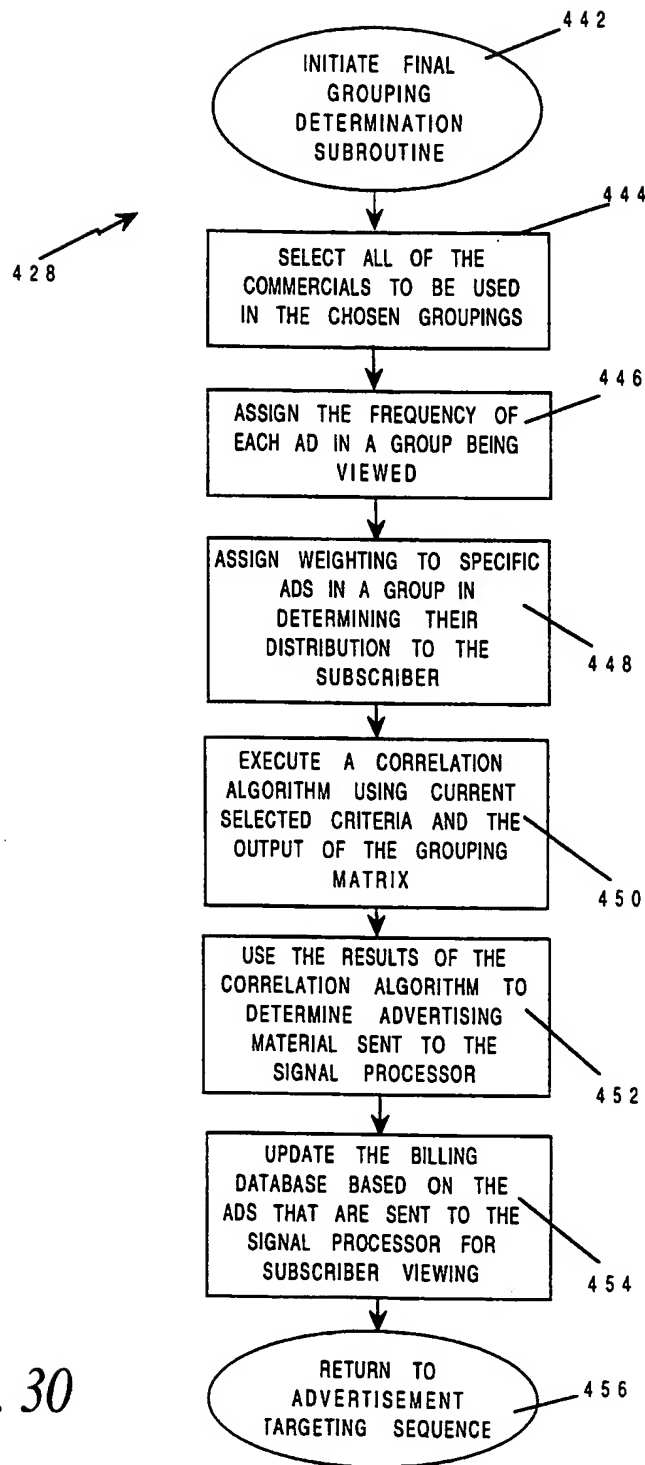 442
INITIATE FINAL
GROUPING
DETERMINATION
SUBROUTINE
444
428
SELECT ALL OF THE
COMMERCIALS TO BE USED
IN THE CHOSEN GROUPINGS
446
ASSIGN THE FREQUENCY OF
EACH AD IN A GROUP BEING
VIEWED
ASSIGN WEIGHTING TO SPECIFIC
ADS IN A GROUP IN
DETERMINING THEIR
DISTRIBUTION TO THE
SUBSCRIBER
448
EXECUTE A CORRELATION
ALGORITHM USING CURRENT
SELECTED CRITERIA AND THE
OUTPUT OF THE GROUPING
MATRIX
450
USE THE RESULTS OF THE
CORRELATION ALGORITHM TO
DETERMINE ADVERTISING
MATERIAL SENT TO THE
SIGNAL PROCESSOR
452
UPDATE THE BILLING
DATABASE BASED ON THE
ADS THAT ARE SENT TO THE
SIGNAL PROCESSOR FOR
SUBSCRIBER VIEWING
454
RETURN TO
ADVERTISEMENT
TARGETING SEQUENCE
456
. 30